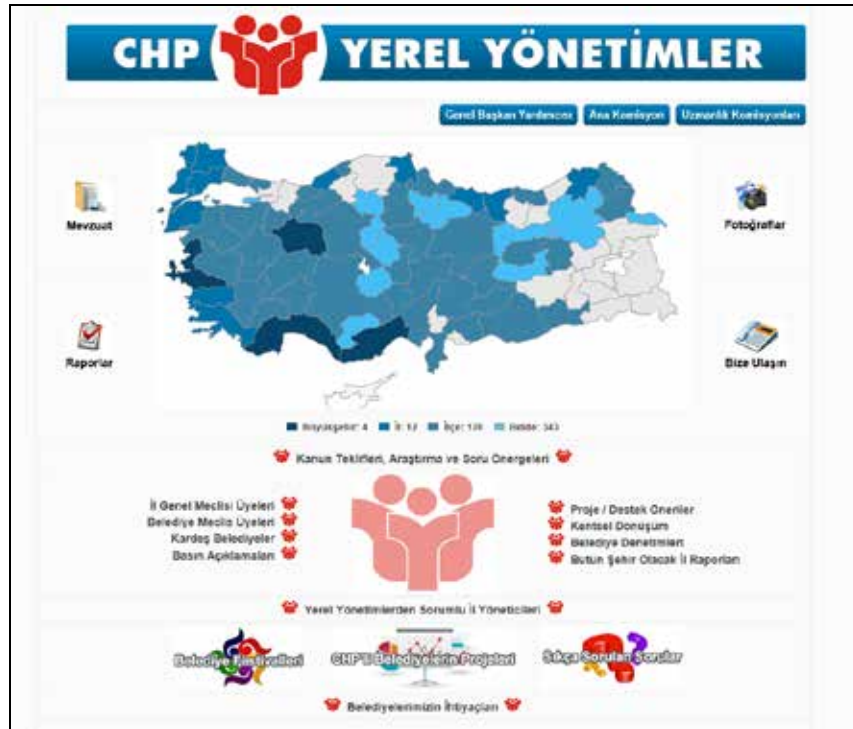 CHP YEREL YÖNETİMLER
Genel Başkan Yardımcısı Ana Komisyon Uzmanlık Komisyonları
Mevzuat
Fotoğraflar
Raporlar
Bize Ulaşın
Büyükşehir: 4 İl: İlçe: Belde:
Kanun Teklifleri, Araştırma ve Soru Önergeleri
İl Genel Meclisi Üyeleri
Belediye Meclis Üyeleri
Kardeş Belediyeler
Basın Açıklamaları
Proje / Destek Öneriler
Kentsel Dönüşüm
Belediye Denetimleri
Bütün Şehir Olacak İl Raporları
Yerel Yönetimlerden Sorumlu İl Yöneticileri
Belediye Festivalleri
CHP'li Belediyelerin Projeleri
Sıkça Sorulan Sorular
Belediyelerimizin İhtiyaçları